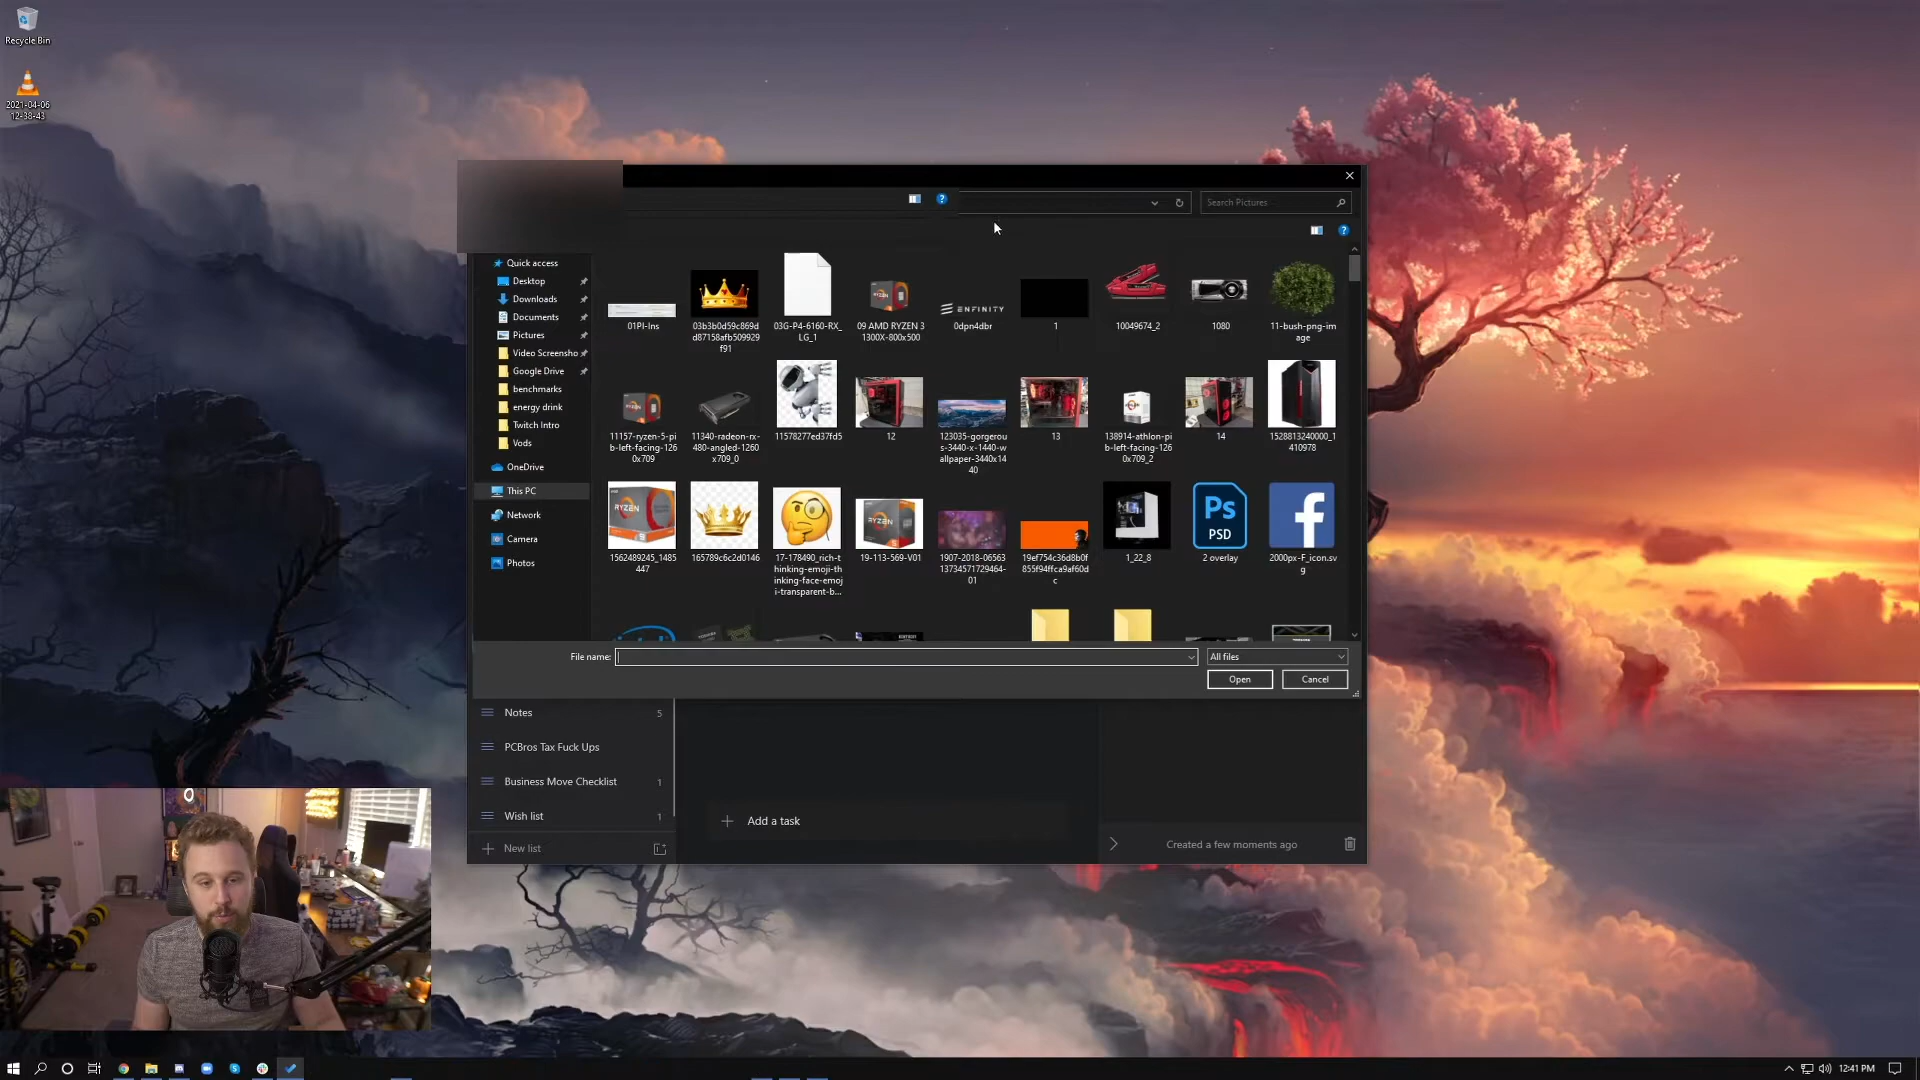 Recycle Bin
2021-04-06
12-38-43
Search Pictures
Quick access
Desktop
Downloads
Documents
Pictures
Video Screensho
Google Drive
benchmarks
energy drink
Twitch Intro
Vods
OneDrive
This PC
Network
Camera
Photos
ENFINITY
01PI-Ins
03b3b0d59c869d
d87158afb509929
f91
03G-P4-6160-RX_
LG_1
09 AMD RYZEN 3
1300X-800x500
0dpn4dbr
1
10049674_2
1080
11-bush-png-im
age
11157-ryzen-5-pi
b-left-facing-126
0x709
11340-radeon-rx-
480-angled-1260
x709_0
11578277ed37fd5
12
123035-gorgerou
s-3440-x-1440-w
allpaper-3440x14
40
13
138914-athlon-pi
b-left-facing-126
0x709_2
14
1528813240000_1
410978
RYZEN
RYZEN
Ps
PSD
1562489245_1485
447
165789c6c2d0146
17-178490_rich-t
hinking-emoji-th
inking-face-emoj
i-transparent-b...
19-113-569-V01
1907-2018-06563
13734571729464-
01
19ef754c36d8b0f
855f94ffca9af60d
c
1_22_8
2 overlay
2000px-F_icon.sv
g
File name:
All files
Open
Cancel
Notes 5
PCBros Tax Fuck Ups
Business Move Checklist 1
Wish list 1
New list
Add a task
Created a few moments ago
12:41 PM